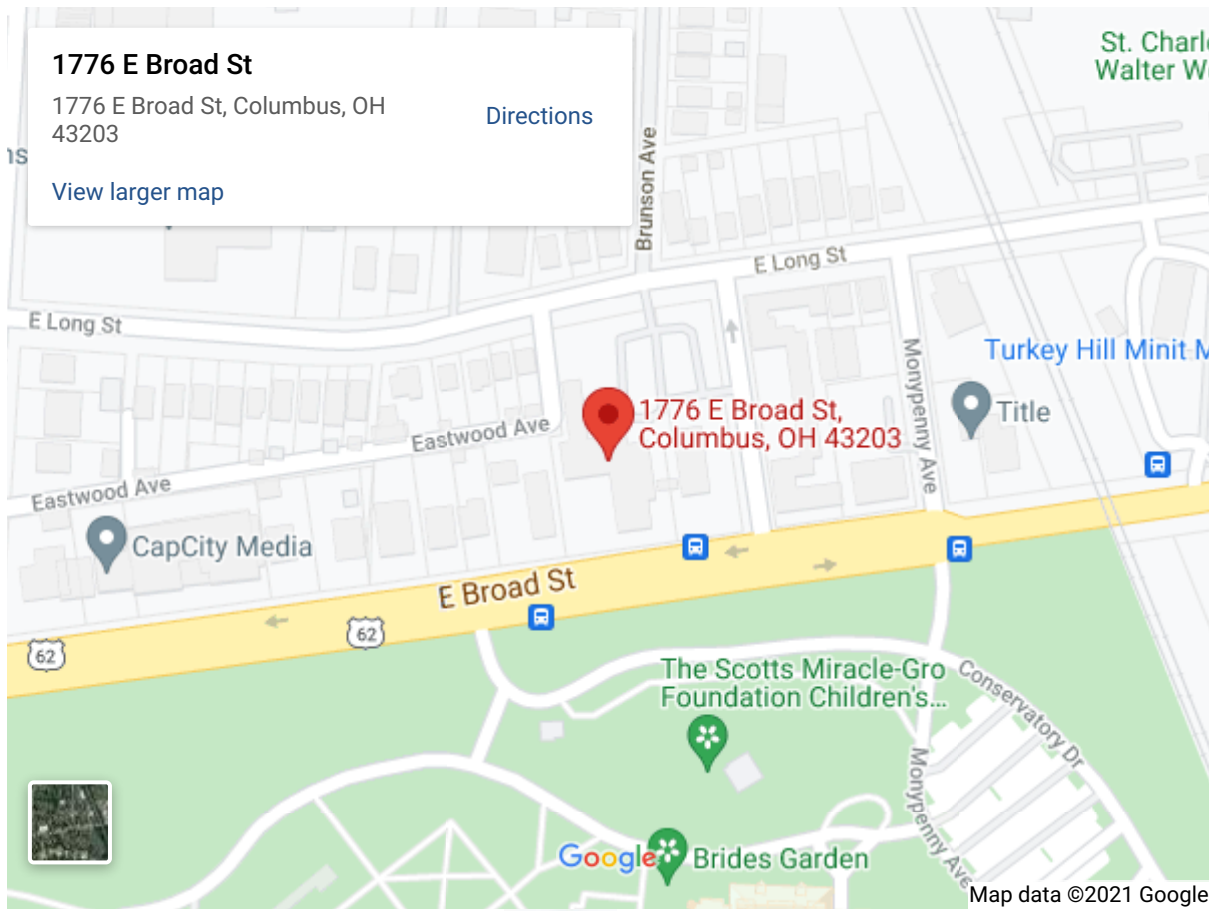 1776 E Broad St
1776 E Broad St, Columbus, OH
43203
Directions
View larger map
St. Charl
Walter W
ns
Brunson Ave
E Long St
E Long St
Turkey Hill Minit M
Monypenny Ave
Title
1776 E Broad St,
Columbus, OH 43203
Eastwood Ave
Eastwood Ave
CapCity Media
E Broad St
62
62
The Scotts Miracle-Gro
Foundation Children's...
Conservatory Dr
Monypenny Ave
Google
Brides Garden
Map data ©2021 Google